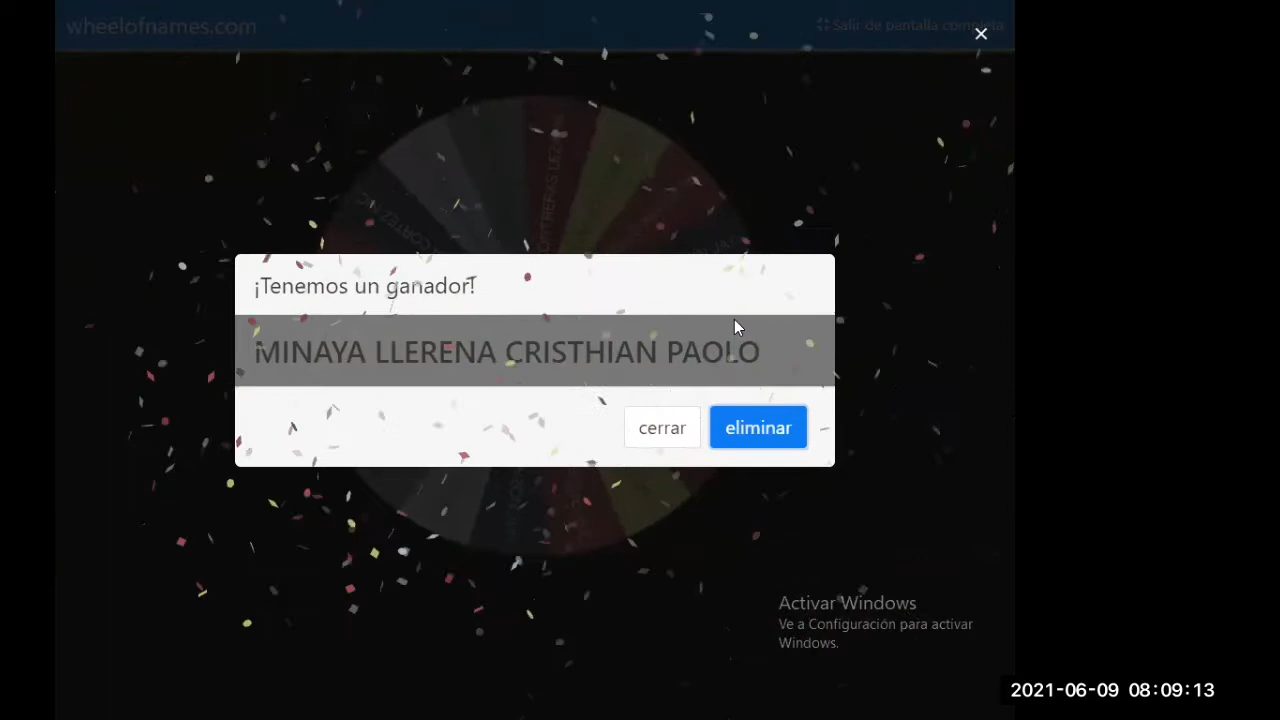 wheelofnames.com
Salir de pantalla completa
¡Tenemos un ganador!
MINAYA LLERENA CRISTHIAN PAOLO
cerrar
eliminar
Activar Windows
Ve a Configuración para activar
Windows.
2021-06-09 08:09:13